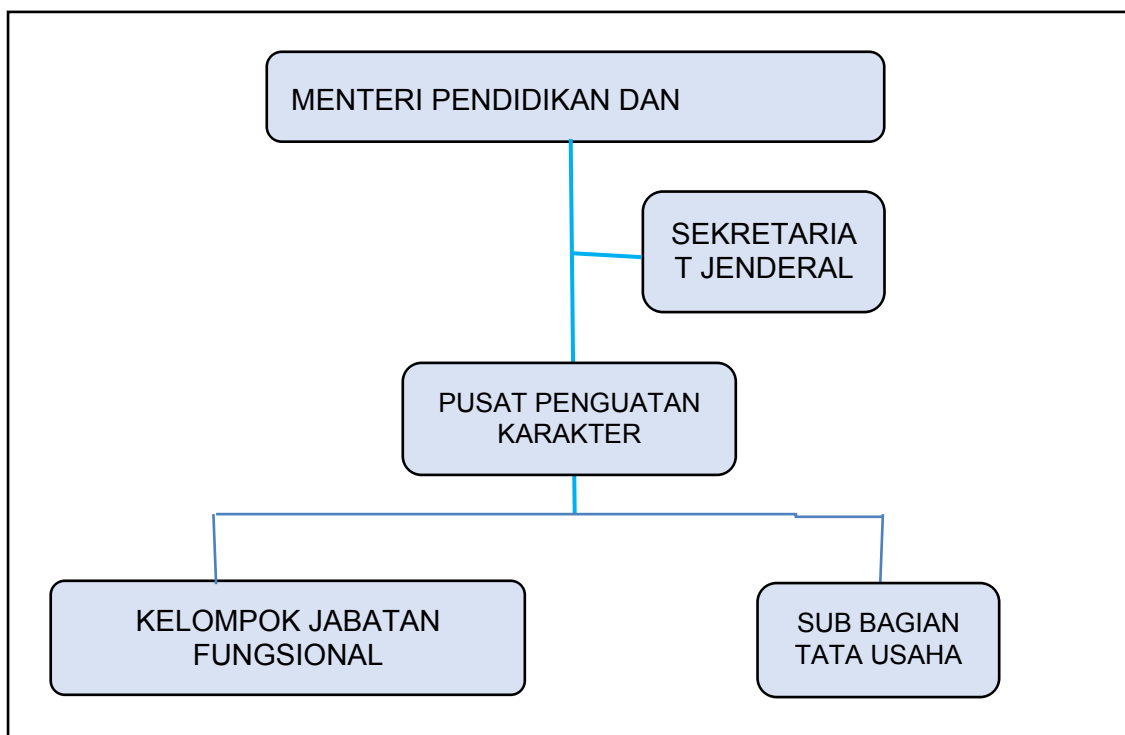 MENTERI PENDIDIKAN DAN
SEKRETARIA
T JENDERAL
PUSAT PENGUATAN
KARAKTER
KELOMPOK JABATAN
FUNGSIONAL
SUB BAGIAN
TATA USAHA